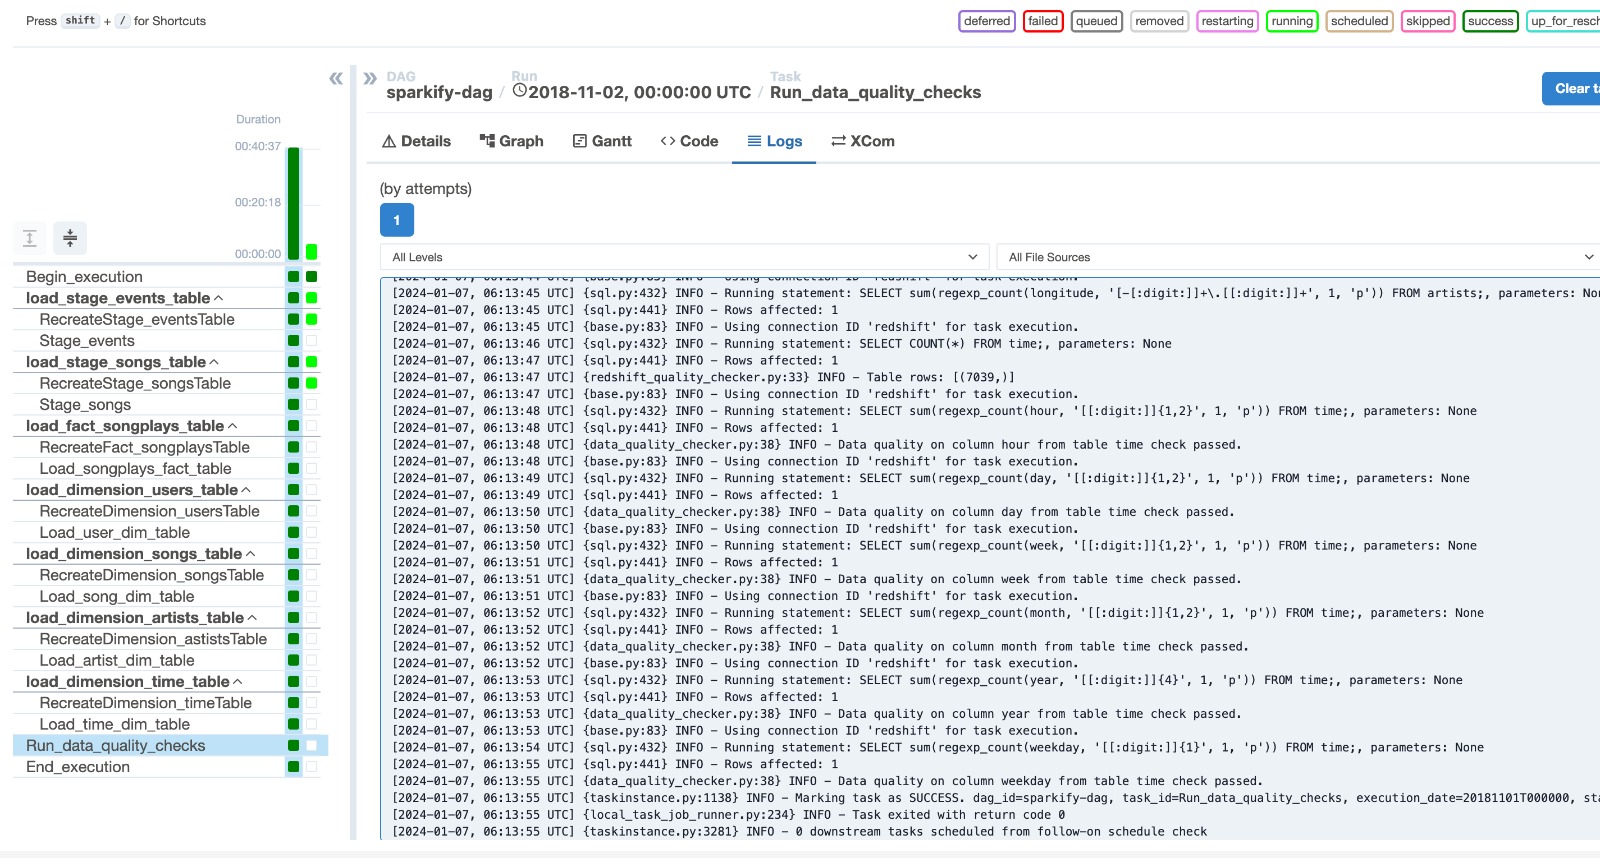 Press shift + / for Shortcuts
deferred failed queued removed restarting running scheduled skipped success up_for_resch
DAG Run Task
sparkify-dag / 2018-11-02, 00:00:00 UTC / Run_data_quality_checks
Clear ta
Details Graph Gantt Code Logs XCom
(by attempts)
1
All Levels All File Sources
Duration
00:40:37
00:20:18
00:00:00
Begin_execution
load_stage_events_table
RecreateStage_eventsTable
Stage_events
load_stage_songs_table
RecreateStage_songsTable
Stage_songs
load_fact_songplays_table
RecreateFact_songplaysTable
Load_songplays_fact_table
load_dimension_users_table
RecreateDimension_usersTable
Load_user_dim_table
load_dimension_songs_table
RecreateDimension_songsTable
Load_song_dim_table
load_dimension_artists_table
RecreateDimension_astistsTable
Load_artist_dim_table
load_dimension_time_table
RecreateDimension_timeTable
Load_time_dim_table
Run_data_quality_checks
End_execution
[2024-01-07, 06:13:44 UTC] {base.py:83} INFO - Using connection ID 'redshift' for task execution.
[2024-01-07, 06:13:45 UTC] {sql.py:432} INFO - Running statement: SELECT sum(regexp_count(longitude, '[-[:digit:]]+\.[[:digit:]]+', 1, 'p')) FROM artists;, parameters: Non
[2024-01-07, 06:13:45 UTC] {sql.py:441} INFO - Rows affected: 1
[2024-01-07, 06:13:45 UTC] {base.py:83} INFO - Using connection ID 'redshift' for task execution.
[2024-01-07, 06:13:46 UTC] {sql.py:432} INFO - Running statement: SELECT COUNT(*) FROM time;, parameters: None
[2024-01-07, 06:13:47 UTC] {sql.py:441} INFO - Rows affected: 1
[2024-01-07, 06:13:47 UTC] {redshift_quality_checker.py:33} INFO - Table rows: [(7039,)]
[2024-01-07, 06:13:47 UTC] {base.py:83} INFO - Using connection ID 'redshift' for task execution.
[2024-01-07, 06:13:48 UTC] {sql.py:432} INFO - Running statement: SELECT sum(regexp_count(hour, '[[:digit:]]{1,2}', 1, 'p')) FROM time;, parameters: None
[2024-01-07, 06:13:48 UTC] {sql.py:441} INFO - Rows affected: 1
[2024-01-07, 06:13:48 UTC] {data_quality_checker.py:38} INFO - Data quality on column hour from table time check passed.
[2024-01-07, 06:13:48 UTC] {base.py:83} INFO - Using connection ID 'redshift' for task execution.
[2024-01-07, 06:13:49 UTC] {sql.py:432} INFO - Running statement: SELECT sum(regexp_count(day, '[[:digit:]]{1,2}', 1, 'p')) FROM time;, parameters: None
[2024-01-07, 06:13:49 UTC] {sql.py:441} INFO - Rows affected: 1
[2024-01-07, 06:13:50 UTC] {data_quality_checker.py:38} INFO - Data quality on column day from table time check passed.
[2024-01-07, 06:13:50 UTC] {base.py:83} INFO - Using connection ID 'redshift' for task execution.
[2024-01-07, 06:13:50 UTC] {sql.py:432} INFO - Running statement: SELECT sum(regexp_count(week, '[[:digit:]]{1,2}', 1, 'p')) FROM time;, parameters: None
[2024-01-07, 06:13:51 UTC] {sql.py:441} INFO - Rows affected: 1
[2024-01-07, 06:13:51 UTC] {data_quality_checker.py:38} INFO - Data quality on column week from table time check passed.
[2024-01-07, 06:13:51 UTC] {base.py:83} INFO - Using connection ID 'redshift' for task execution.
[2024-01-07, 06:13:52 UTC] {sql.py:432} INFO - Running statement: SELECT sum(regexp_count(month, '[[:digit:]]{1,2}', 1, 'p')) FROM time;, parameters: None
[2024-01-07, 06:13:52 UTC] {sql.py:441} INFO - Rows affected: 1
[2024-01-07, 06:13:52 UTC] {data_quality_checker.py:38} INFO - Data quality on column month from table time check passed.
[2024-01-07, 06:13:52 UTC] {base.py:83} INFO - Using connection ID 'redshift' for task execution.
[2024-01-07, 06:13:53 UTC] {sql.py:432} INFO - Running statement: SELECT sum(regexp_count(year, '[[:digit:]]{4}', 1, 'p')) FROM time;, parameters: None
[2024-01-07, 06:13:53 UTC] {sql.py:441} INFO - Rows affected: 1
[2024-01-07, 06:13:53 UTC] {data_quality_checker.py:38} INFO - Data quality on column year from table time check passed.
[2024-01-07, 06:13:53 UTC] {base.py:83} INFO - Using connection ID 'redshift' for task execution.
[2024-01-07, 06:13:54 UTC] {sql.py:432} INFO - Running statement: SELECT sum(regexp_count(weekday, '[[:digit:]]{1}', 1, 'p')) FROM time;, parameters: None
[2024-01-07, 06:13:55 UTC] {sql.py:441} INFO - Rows affected: 1
[2024-01-07, 06:13:55 UTC] {data_quality_checker.py:38} INFO - Data quality on column weekday from table time check passed.
[2024-01-07, 06:13:55 UTC] {taskinstance.py:1138} INFO - Marking task as SUCCESS. dag_id=sparkify-dag, task_id=Run_data_quality_checks, execution_date=20181101T000000, sta
[2024-01-07, 06:13:55 UTC] {local_task_job_runner.py:234} INFO - Task exited with return code 0
[2024-01-07, 06:13:55 UTC] {taskinstance.py:3281} INFO - 0 downstream tasks scheduled from follow-on schedule check